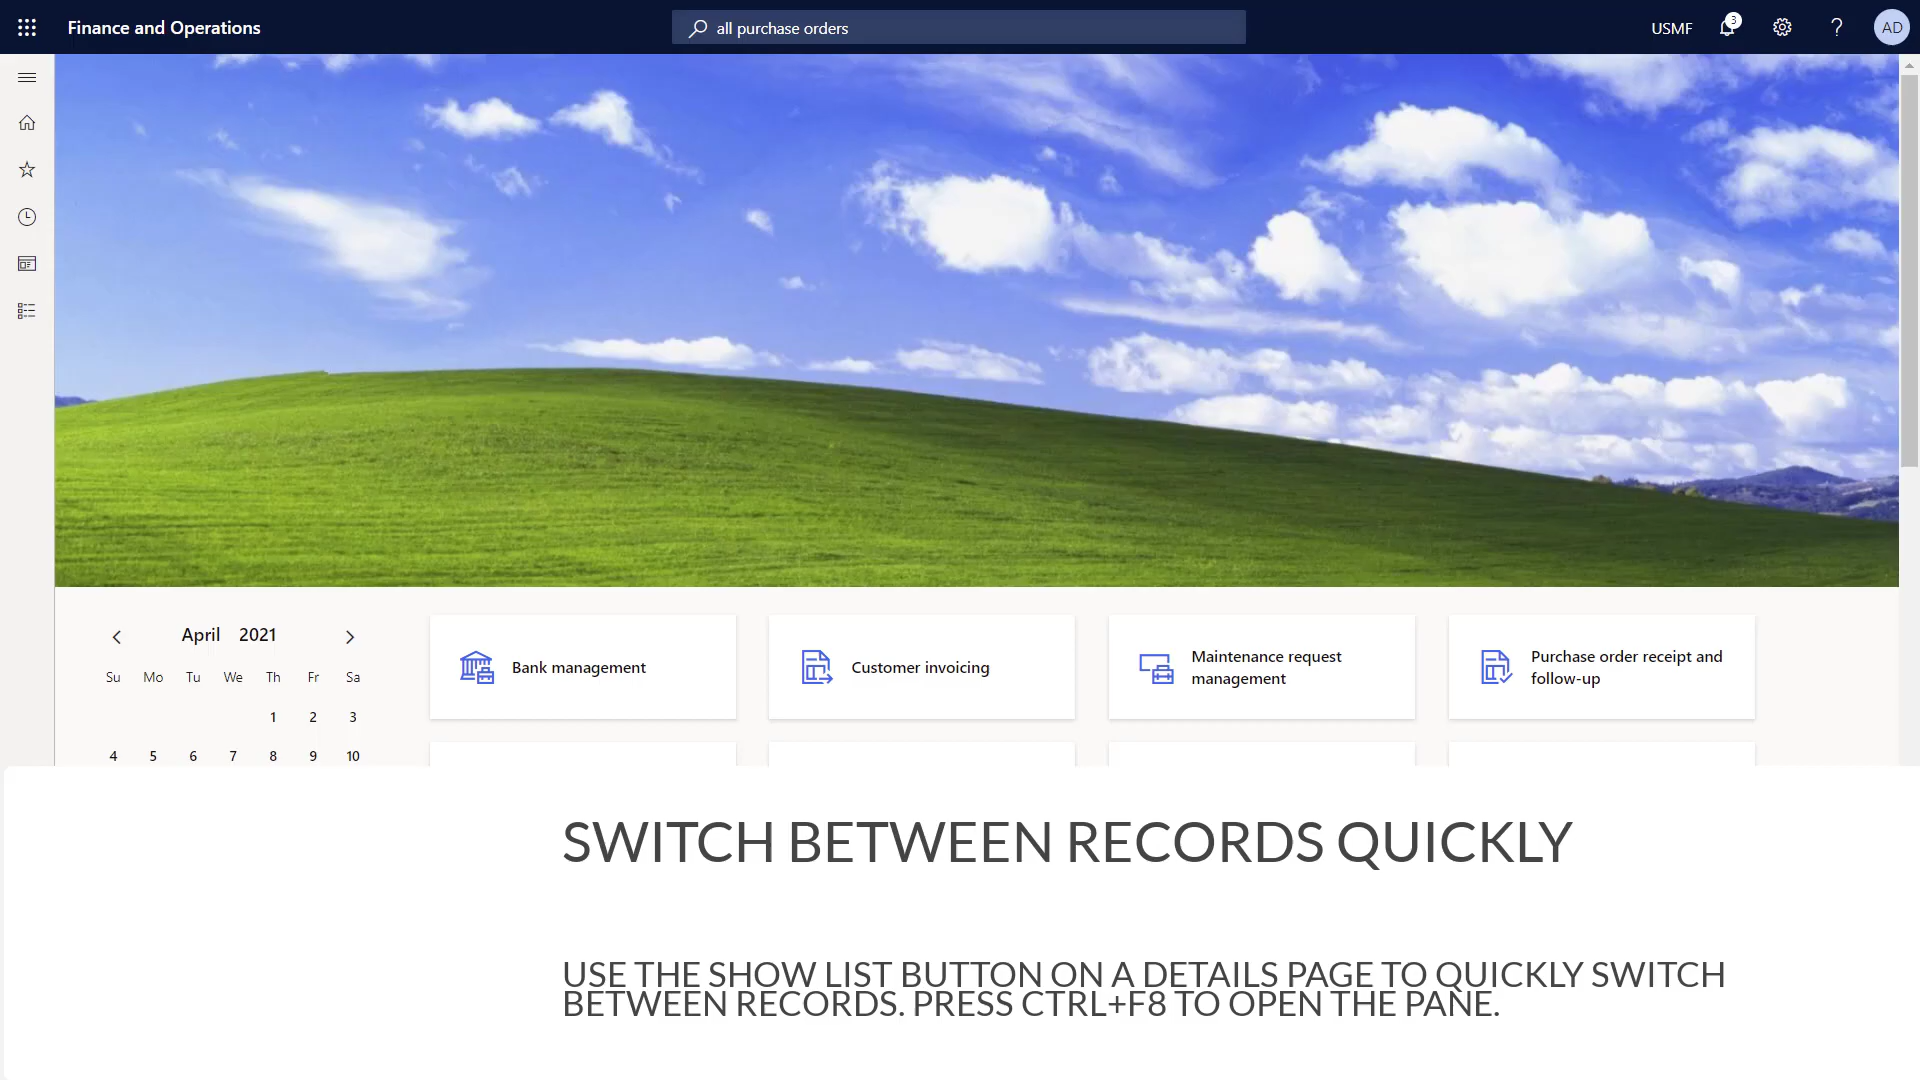 Finance and Operations
all purchase orders
USMF
3
AD
April 2021
Su Mo Tu We Th Fr Sa
1 2 3
4 5 6 7 8 9 10
Bank management
Customer invoicing
Maintenance request
management
Purchase order receipt and
follow-up
SWITCH BETWEEN RECORDS QUICKLY
USE THE SHOW LIST BUTTON ON A DETAILS PAGE TO QUICKLY SWITCH
BETWEEN RECORDS. PRESS CTRL+F8 TO OPEN THE PANE.